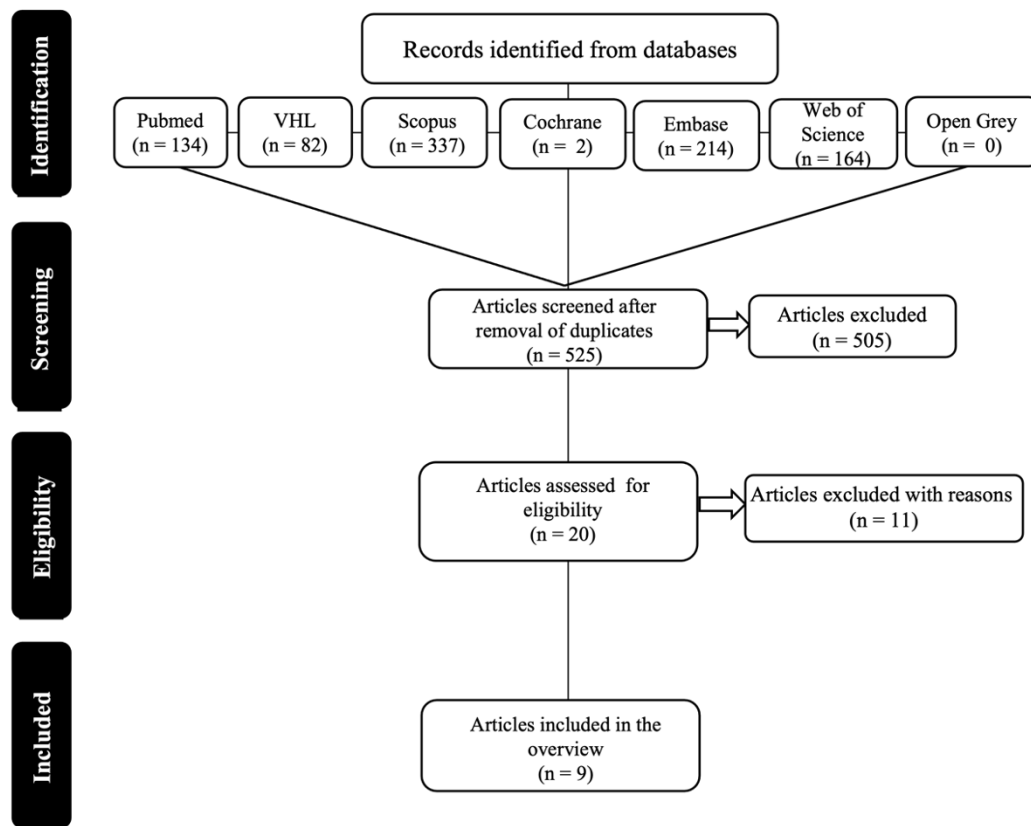 Identification
Records identified from databases
Pubmed
(n = 134)
VHL
(n = 82)
Scopus
(n = 337)
Cochrane
(n = 2)
Embase
(n = 214)
Web of
Science
(n = 164)
Open Grey
(n = 0)
Screening
Articles screened after
removal of duplicates
(n = 525)
Articles excluded
(n = 505)
Eligibility
Articles assessed for
eligibility
(n = 20)
Articles excluded with reasons
(n = 11)
Included
Articles included in the
overview
(n = 9)